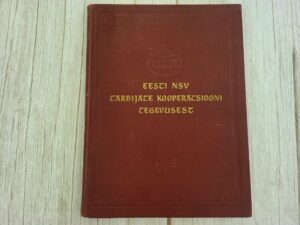 EESTI NSV
TARBIJATE KOOPERATSIOONI
TEGEVUSEST